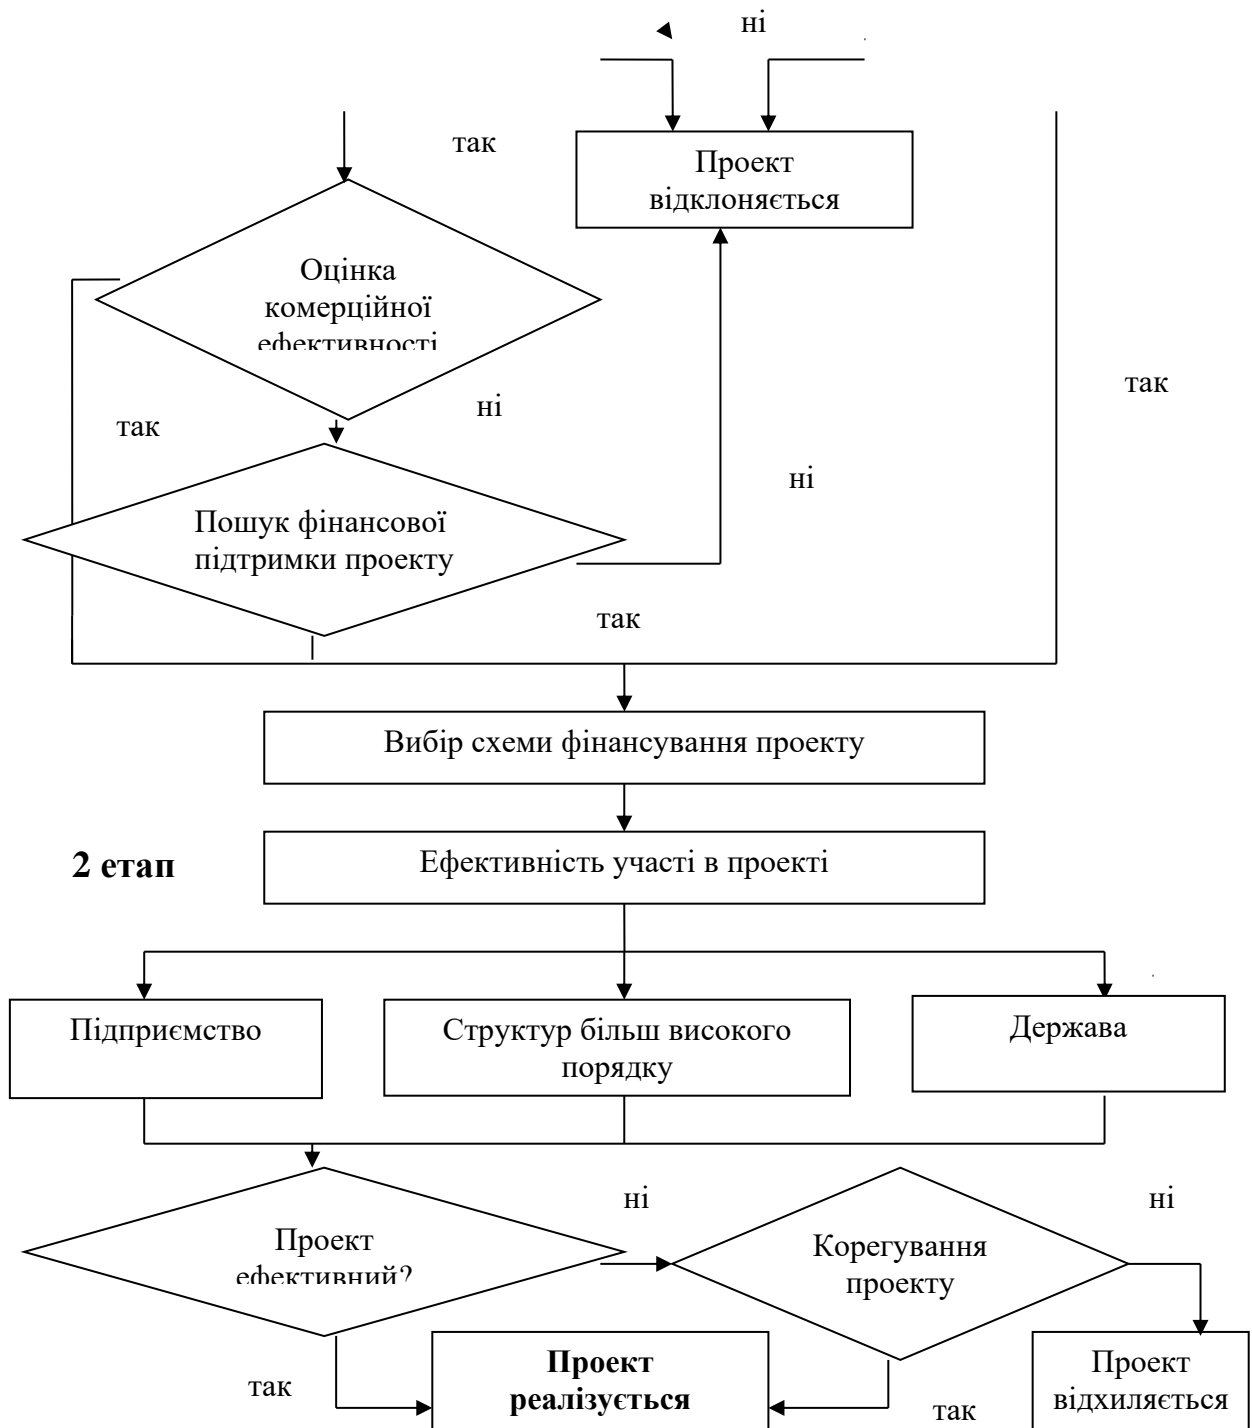 ні
так
Проект
відклоняється
Оцінка
комерційної
ефективності
так
ні
так
ні
Пошук фінансової
підтримки проекту
так
Вибір схеми фінансування проекту
2 етап
Ефективність участі в проекті
Підприємство
Структур більш високого
порядку
Держава
ні
ні
Проект
ефективний?
Корегування
проекту
так
Проект
реалізується
так
Проект
відхиляється